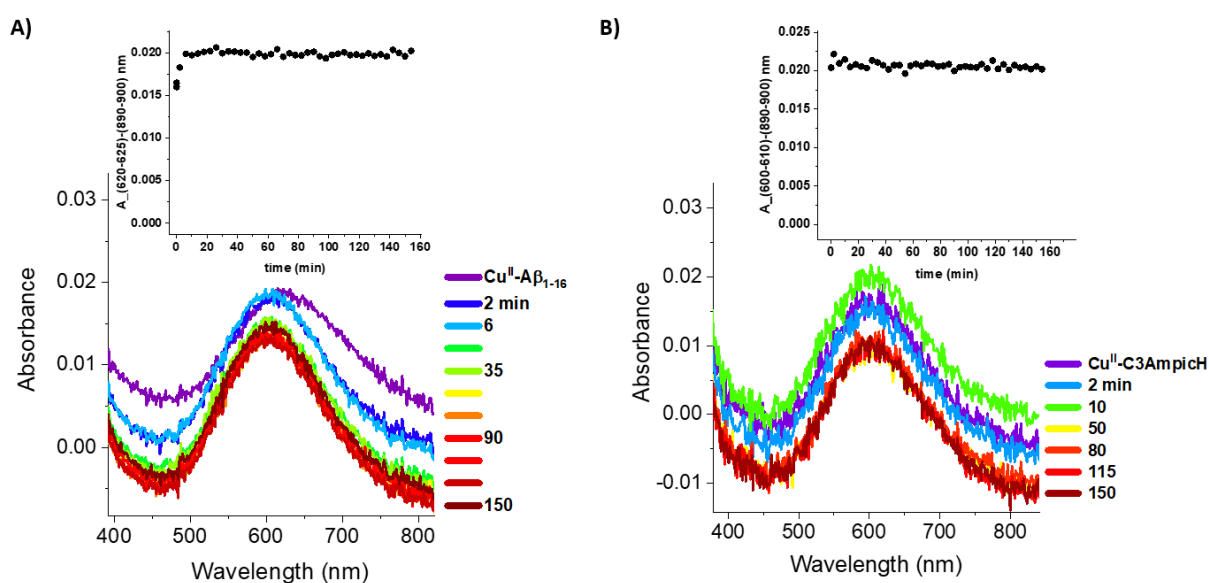 A)
A_(620-625)-(890-900) nm
0.020
0.015
0.010
0.005
0.000
0 20 40 60 80 100 120 140 160
time (min)
Absorbance
0.03
0.02
0.01
0.00
400 500 600 700 800
Wavelength (nm)
Cuᴵᴵ-Aβ₁₋₁₆
2 min
6
35
90
150
B)
A_(600-610)-(890-900) nm
0.025
0.020
0.015
0.010
0.005
0.000
0 20 40 60 80 100 120 140 160
time (min)
Absorbance
0.03
0.02
0.01
0.00
-0.01
400 500 600 700 800
Wavelength (nm)
Cuᴵᴵ-C3AmpicH
2 min
10
50
80
115
150